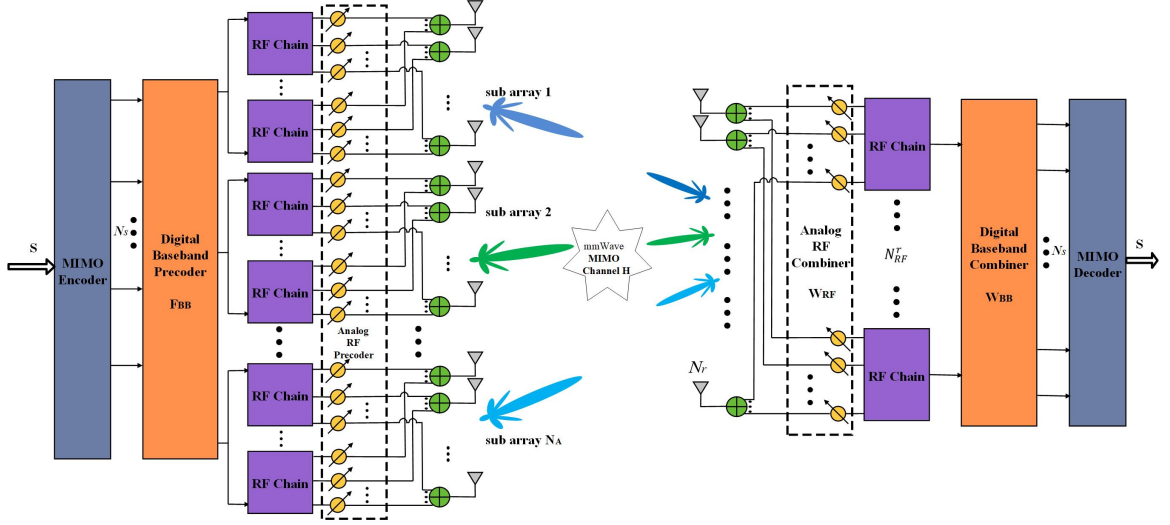 S
MIMO
Encoder
Ns
Digital
Baseband
Precoder
FBB
RF Chain
RF Chain
RF Chain
RF Chain
RF Chain
RF Chain
Analog
RF
Precoder
sub array 1
sub array 2
sub array NA
mmWave
MIMO
Channel H
Nr
Analog
RF
Combiner
WRF
RF Chain
N^r_RF
RF Chain
Digital
Baseband
Combiner
WBB
Ns
MIMO
Decoder
S